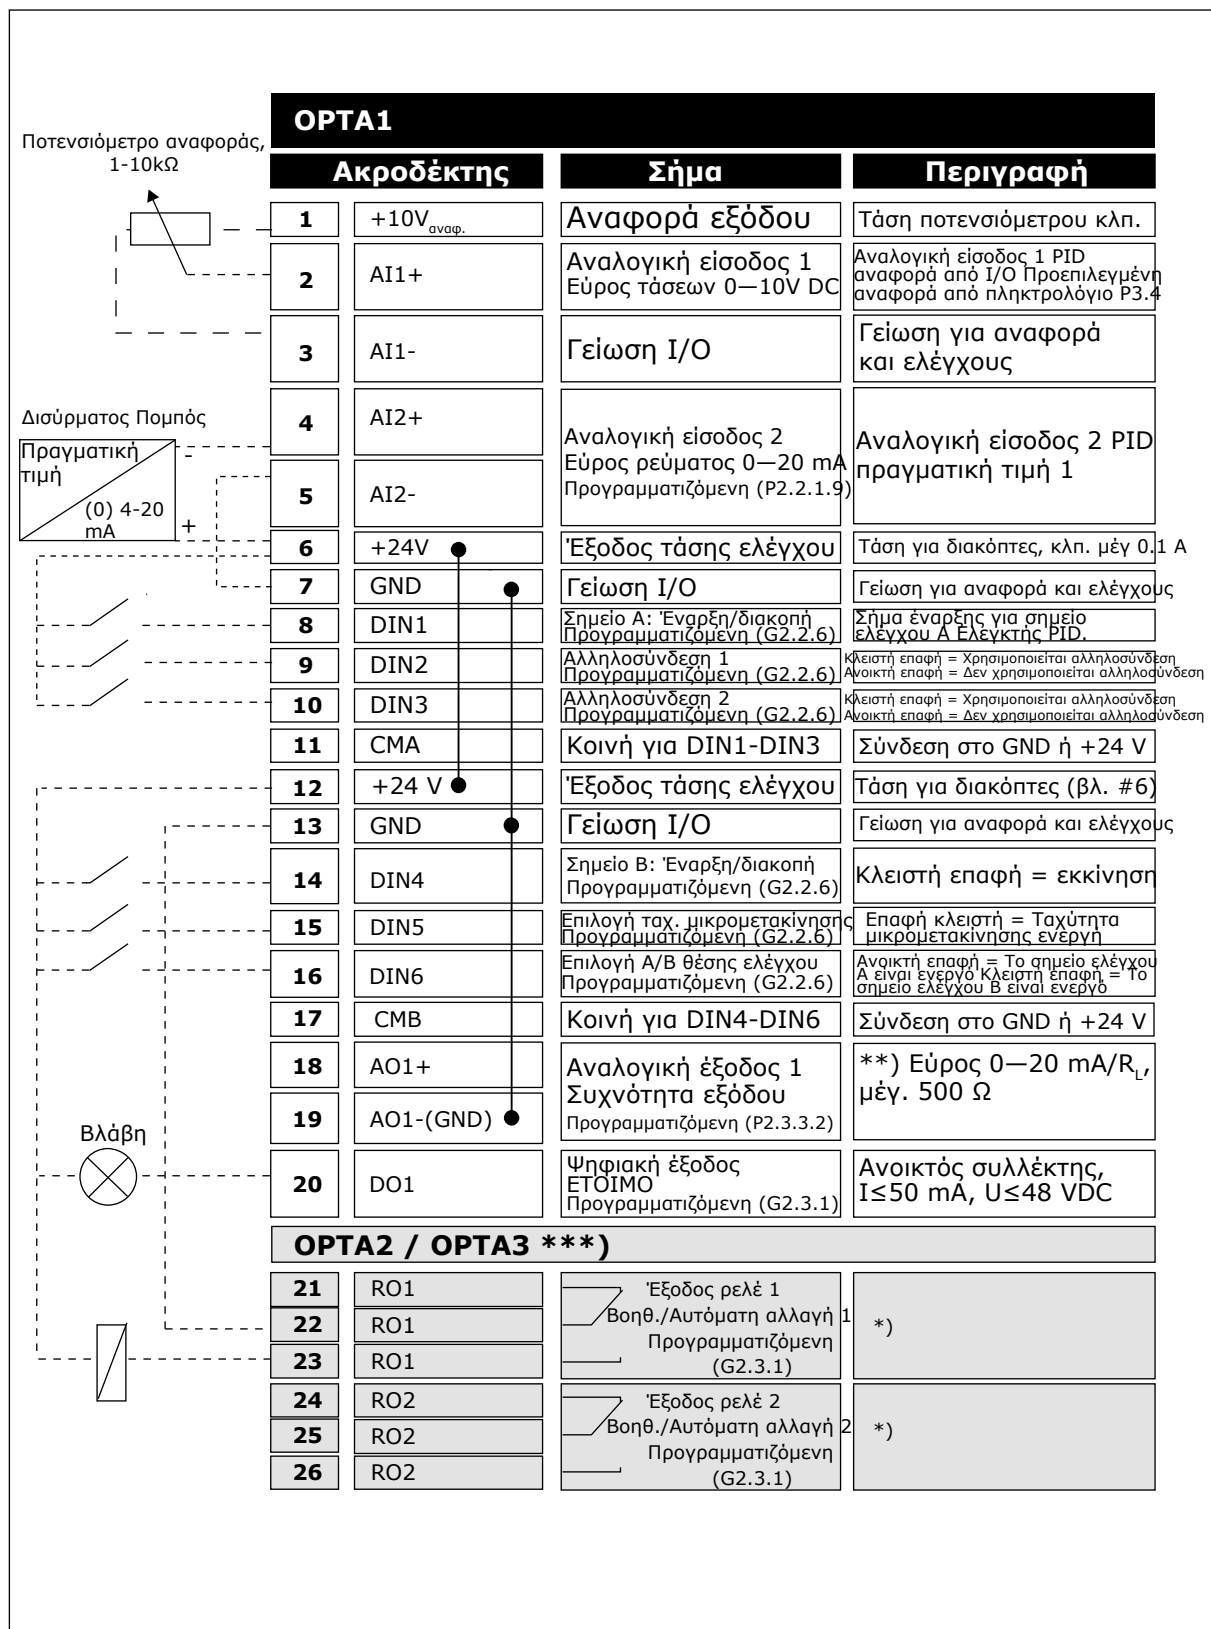 OPTA1
Ποτενσιόμετρο αναφοράς,
1-10kΩ
Ακροδέκτης Σήμα Περιγραφή
1 +10Vαναφ. Αναφορά εξόδου Τάση ποτενσιόμετρου κλπ.
2 AI1+ Αναλογική είσοδος 1
Εύρος τάσεων 0—10V DC
Αναλογική είσοδος 1 PID
αναφορά από I/O Προεπιλεγμένη
αναφορά από πληκτρολόγιο P3.4
3 AI1- Γείωση I/O
Γείωση για αναφορά
και ελέγχους
Δισύρματος Πομπός
Πραγματική
τιμή
-
(0) 4-20
mA
+
4 AI2+
5 AI2-
Αναλογική είσοδος 2
Εύρος ρεύματος 0—20 mA
Προγραμματιζόμενη (P2.2.1.9)
Αναλογική είσοδος 2 PID
πραγματική τιμή 1
6 +24V Έξοδος τάσης ελέγχου Τάση για διακόπτες, κλπ. μέγ 0.1 A
7 GND Γείωση I/O Γείωση για αναφορά και ελέγχους
8 DIN1 Σημείο A: Έναρξη/διακοπή
Προγραμματιζόμενη (G2.2.6)
Σήμα έναρξης για σημείο
ελέγχου A Ελεγκτής PID.
9 DIN2 Αλληλοσύνδεση 1
Προγραμματιζόμενη (G2.2.6)
Κλειστή επαφή = Χρησιμοποιείται αλληλοσύνδεση
Ανοικτή επαφή = Δεν χρησιμοποιείται αλληλοσύνδεση
10 DIN3 Αλληλοσύνδεση 2
Προγραμματιζόμενη (G2.2.6)
Κλειστή επαφή = Χρησιμοποιείται αλληλοσύνδεση
Ανοικτή επαφή = Δεν χρησιμοποιείται αλληλοσύνδεση
11 CMA Κοινή για DIN1-DIN3 Σύνδεση στο GND ή +24 V
12 +24 V Έξοδος τάσης ελέγχου Τάση για διακόπτες (βλ. #6)
13 GND Γείωση I/O Γείωση για αναφορά και ελέγχους
14 DIN4 Σημείο B: Έναρξη/διακοπή
Προγραμματιζόμενη (G2.2.6)
Κλειστή επαφή = εκκίνηση
15 DIN5 Επιλογή ταχ. μικρομετακίνησης
Προγραμματιζόμενη (G2.2.6)
Επαφή κλειστή = Ταχύτητα
μικρομετακίνησης ενεργή
16 DIN6 Επιλογή A/B θέσης ελέγχου
Προγραμματιζόμενη (G2.2.6)
Ανοικτή επαφή = Το σημείο ελέγχου
A είναι ενεργό Κλειστή επαφή = Το
σημείο ελέγχου B είναι ενεργό
17 CMB Κοινή για DIN4-DIN6 Σύνδεση στο GND ή +24 V
18 AO1+
19 AO1-(GND)
Αναλογική έξοδος 1
Συχνότητα εξόδου
Προγραμματιζόμενη (P2.3.3.2)
**) Εύρος 0—20 mA/RL,
μέγ. 500 Ω
Βλάβη
20 DO1 Ψηφιακή έξοδος
ΕΤΟΙΜΟ
Προγραμματιζόμενη (G2.3.1)
Ανοικτός συλλέκτης,
I≤50 mA, U≤48 VDC
OPTA2 / OPTA3 ***)
21 RO1
22 RO1
23 RO1
Έξοδος ρελέ 1
Βοηθ./Αυτόματη αλλαγή 1
Προγραμματιζόμενη
(G2.3.1)
*)
24 RO2
25 RO2
26 RO2
Έξοδος ρελέ 2
Βοηθ./Αυτόματη αλλαγή 2
Προγραμματιζόμενη
(G2.3.1)
*)